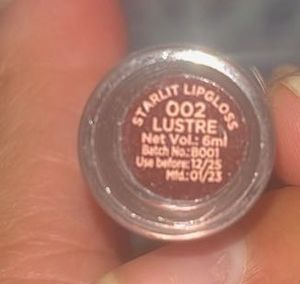 STARLIT LIPGLOSS
002
LUSTRE
Net Vol.: 6ml
Batch No.: B001
Use before: 12/25
Mfd.: 01/23